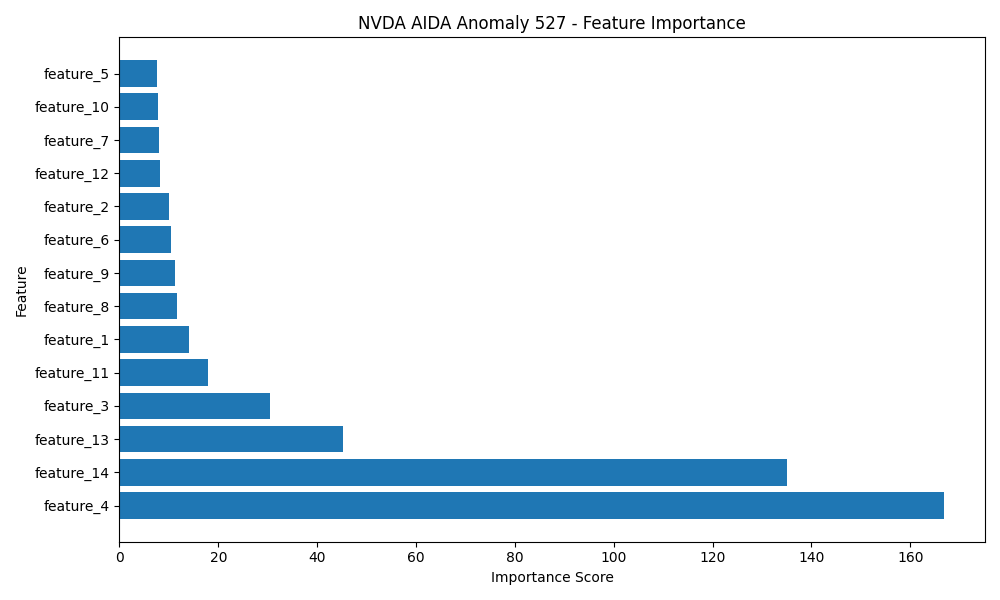 NVDA AIDA Anomaly 527 - Feature Importance
feature_5
feature_10
feature_7
feature_12
feature_2
feature_6
feature_9
feature_8
feature_1
feature_11
feature_3
feature_13
feature_14
feature_4
Feature
0 20 40 60 80 100 120 140 160
Importance Score